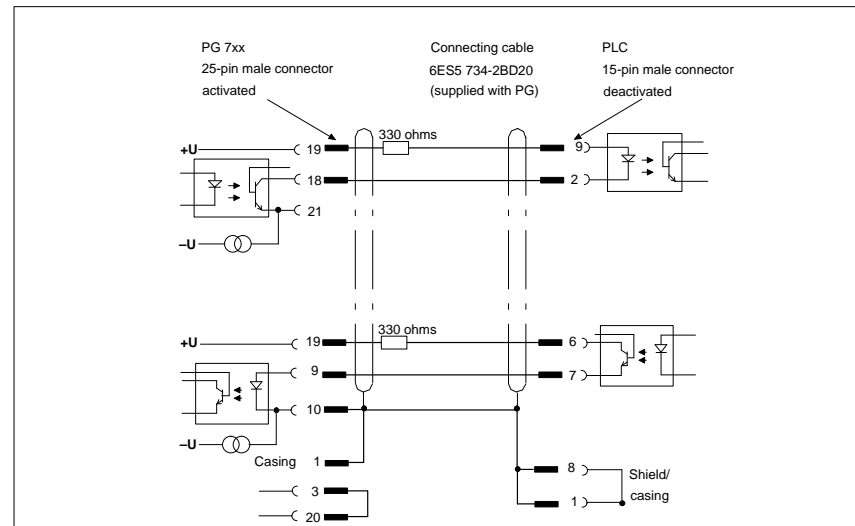 PG 7xx
25-pin male connector
activated
Connecting cable
6ES5 734-2BD20
(supplied with PG)
PLC
15-pin male connector
deactivated
330 ohms
+U
19
9
18
2
21
–U
330 ohms
+U
19
6
9
7
10
–U
Casing
1
8
Shield/
casing
3
1
20